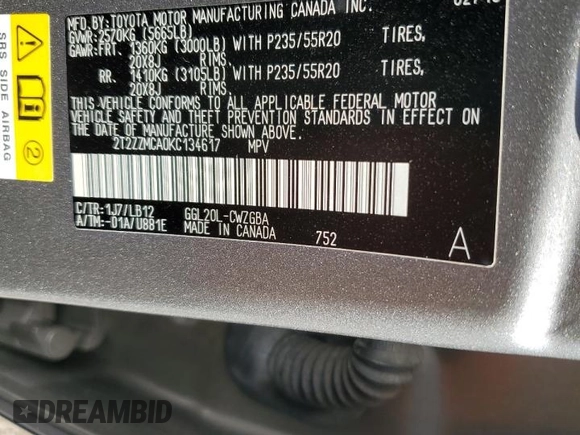 MFD. BY: TOYOTA MOTOR MANUFACTURING CANADA INC.
GVWR: 2570KG (5665LB)
GAWR: FRT. 1360KG (3000LB) WITH P235/55R20 TIRES,
20X8J RIMS,
RR. 1410KG (3105LB) WITH P235/55R20 TIRES,
20X8J RIMS,
THIS VEHICLE CONFORMS TO ALL APPLICABLE FEDERAL MOTOR
VEHICLE SAFETY AND THEFT PREVENTION STANDARDS IN EFFECT ON
THE DATE OF MANUFACTURE SHOWN ABOVE.
2T2ZZMCA0KC134617 MPV
C/TR: 1J7/LB12 GGL20L-CWZGBA
A/TM: -01A/U881E MADE IN CANADA 752 A
SRS SIDE AIRBAG
2
DREAMBID